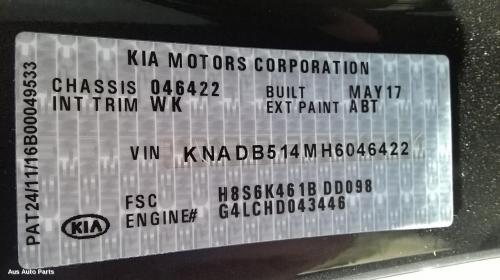 KIA MOTORS CORPORATION
CHASSIS 046422 BUILT MAY17
INT TRIM WK EXT PAINT ABT
VIN KNADB514MH6046422
FSC H8S6K461B DD098
ENGINE# G4LCHD043446
KIA
PAT24/11/16B00049533
Aus Auto Parts